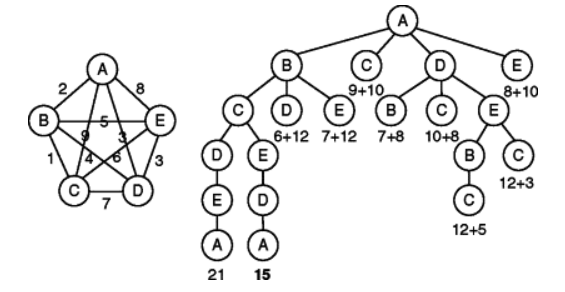 A
B C D E
9+10 8+10
C D E B C E
6+12 7+12 7+8 10+8
D E B C
12+3
E D C
12+5
A A
21 15
A
2 8
B 5 E
9 3
1 4 6 3
C D
7